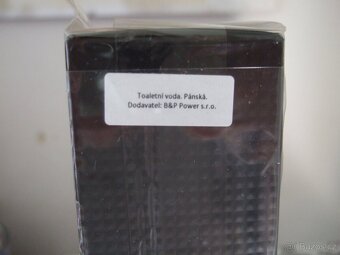 Toaletní voda. Pánská.
Dodavatel: B&P Power s.r.o.